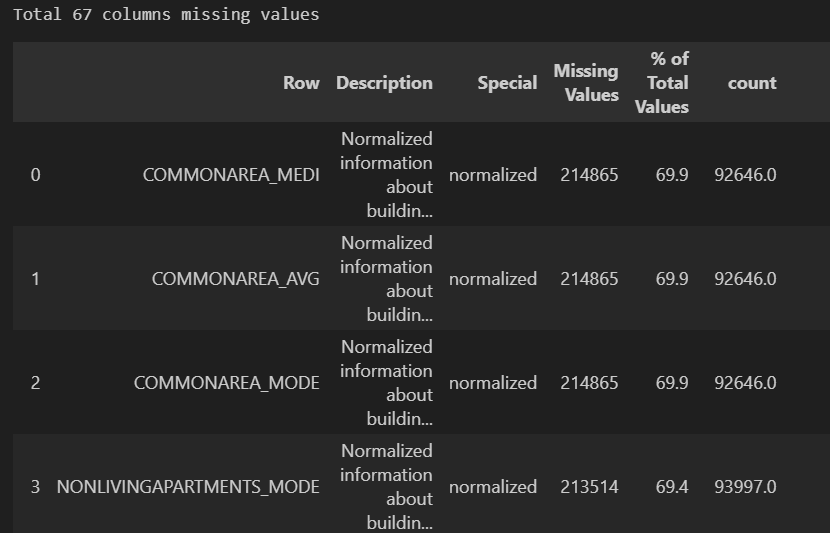 Total 67 columns missing values
Row Description Special Missing Values % of Total Values count
0 COMMONAREA_MEDI Normalized information about buildin... normalized 214865 69.9 92646.0
1 COMMONAREA_AVG Normalized information about buildin... normalized 214865 69.9 92646.0
2 COMMONAREA_MODE Normalized information about buildin... normalized 214865 69.9 92646.0
3 NONLIVINGAPARTMENTS_MODE Normalized information about buildin... normalized 213514 69.4 93997.0